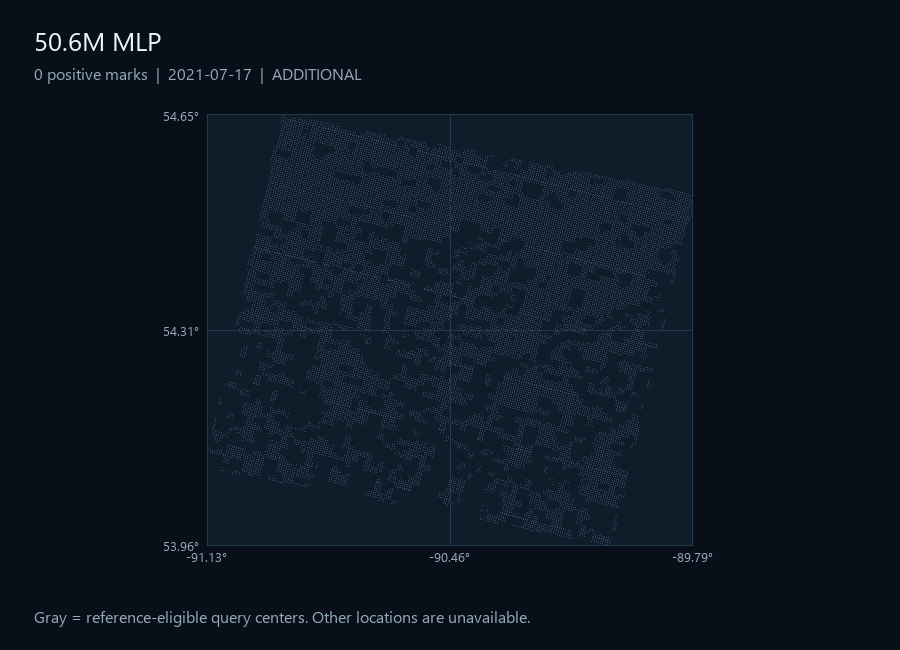 50.6M MLP
0 positive marks | 2021-07-17 | ADDITIONAL
54.65°
54.31°
53.96°
-91.13°
-90.46°
-89.79°
Gray = reference-eligible query centers. Other locations are unavailable.